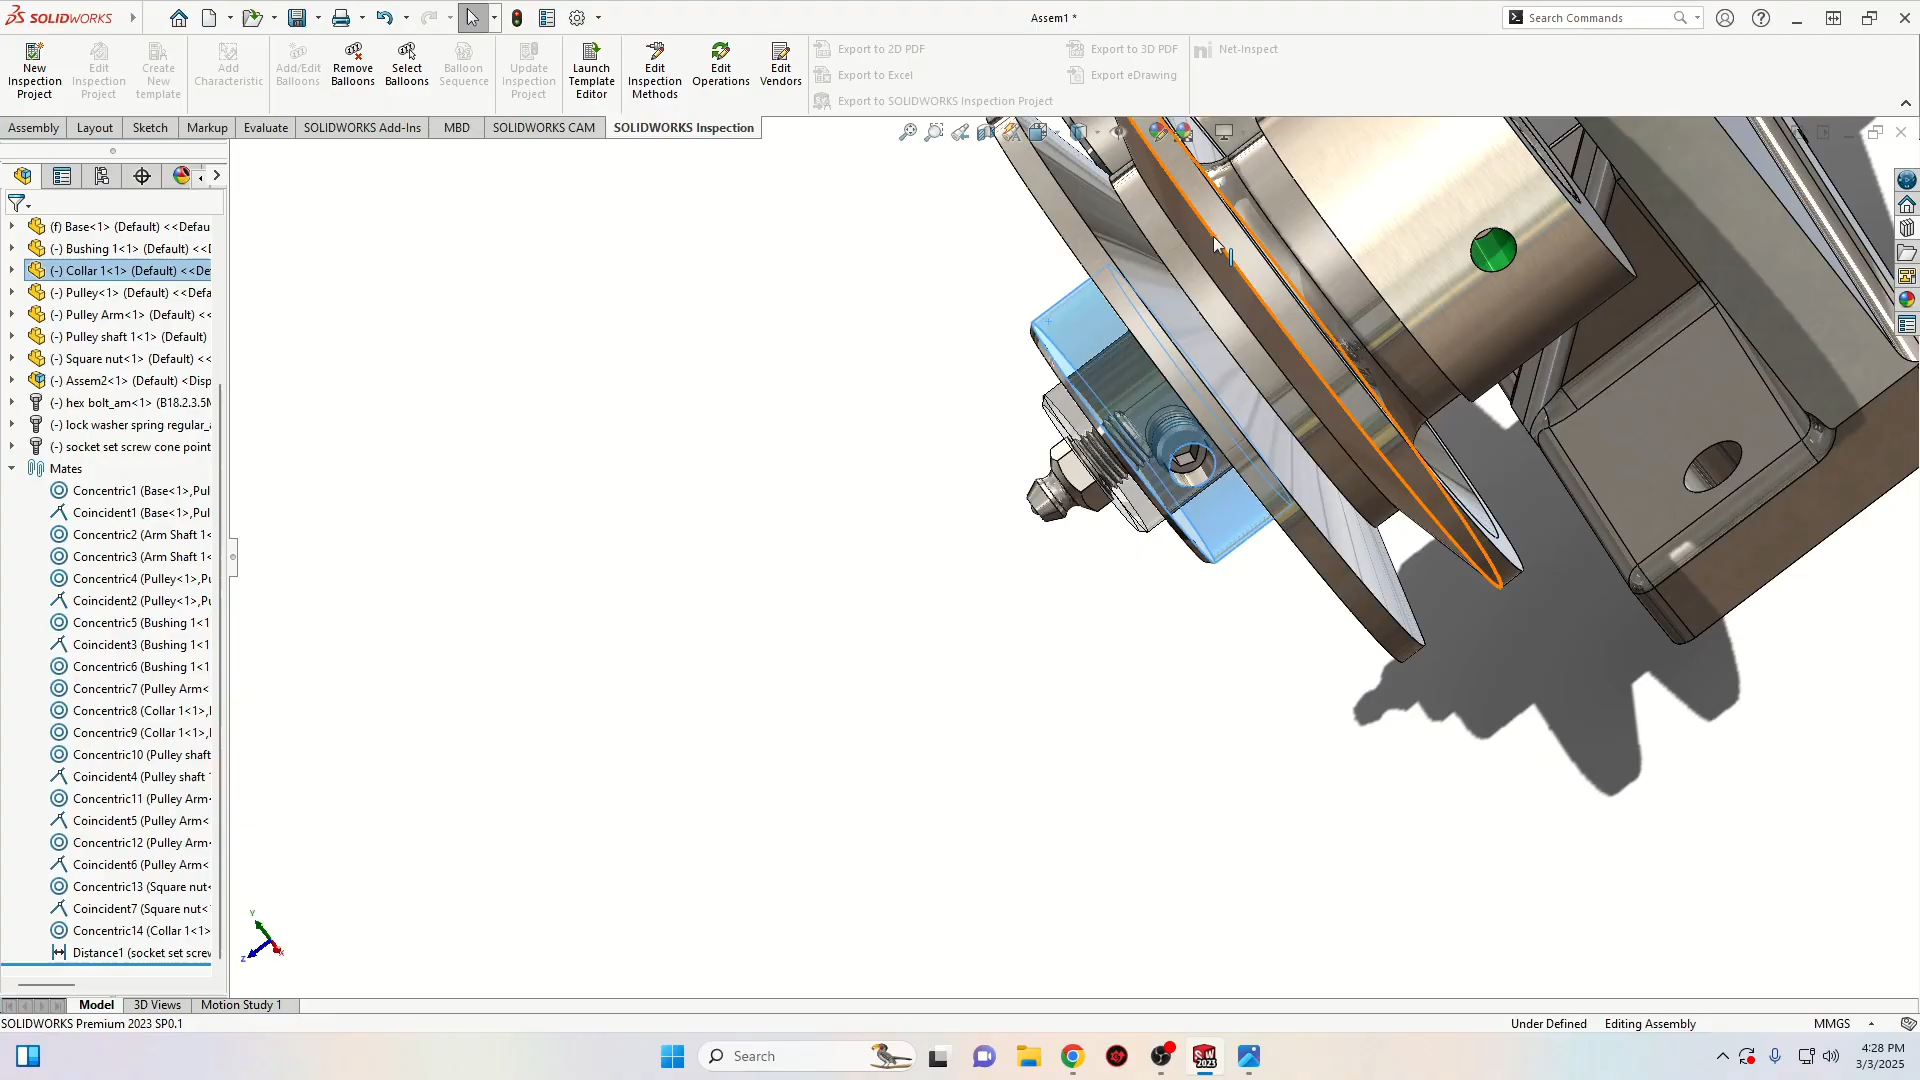 SOLIDWORKS
Assem1 *
Search Commands
New Inspection Project
Edit Inspection Project
Create New template
Add Characteristic
Add/Edit Balloons
Remove Balloons
Select Balloons
Balloon Sequence
Update Inspection Project
Launch Template Editor
Edit Inspection Methods
Edit Operations
Edit Vendors
Export to 2D PDF
Export to Excel
Export to SOLIDWORKS Inspection Project
Export to 3D PDF
Export eDrawing
Net-Inspect
Assembly
Layout
Sketch
Markup
Evaluate
SOLIDWORKS Add-Ins
MBD
SOLIDWORKS CAM
SOLIDWORKS Inspection
(f) Base<1> (Default) <<Defau
(-) Bushing 1<1> (Default) <<D
(-) Collar 1<1> (Default) <<De
(-) Pulley<1> (Default) <<Defa
(-) Pulley Arm<1> (Default) <<
(-) Pulley shaft 1<1> (Default)
(-) Square nut<1> (Default) <<
(-) Assem2<1> (Default) <Disp
(-) hex bolt_am<1> (B18.2.3.5M
(-) lock washer spring regular_a
(-) socket set screw cone point
Mates
Concentric1 (Base<1>,Pul
Coincident1 (Base<1>,Pul
Concentric2 (Arm Shaft 1<
Concentric3 (Arm Shaft 1<
Concentric4 (Pulley<1>,Pu
Coincident2 (Pulley<1>,Pu
Concentric5 (Bushing 1<1
Coincident3 (Bushing 1<1
Concentric6 (Bushing 1<1
Concentric7 (Pulley Arm<
Concentric8 (Collar 1<1>,
Concentric9 (Collar 1<1>,
Concentric10 (Pulley shaft
Coincident4 (Pulley shaft
Concentric11 (Pulley Arm<
Coincident5 (Pulley Arm<
Concentric12 (Pulley Arm<
Coincident6 (Pulley Arm<
Concentric13 (Square nut<
Coincident7 (Square nut<
Concentric14 (Collar 1<1>
Distance1 (socket set screw
Y
Z
X
Model
3D Views
Motion Study 1
SOLIDWORKS Premium 2023 SP0.1
Under Defined
Editing Assembly
MMGS
Search
4:28 PM
3/3/2025